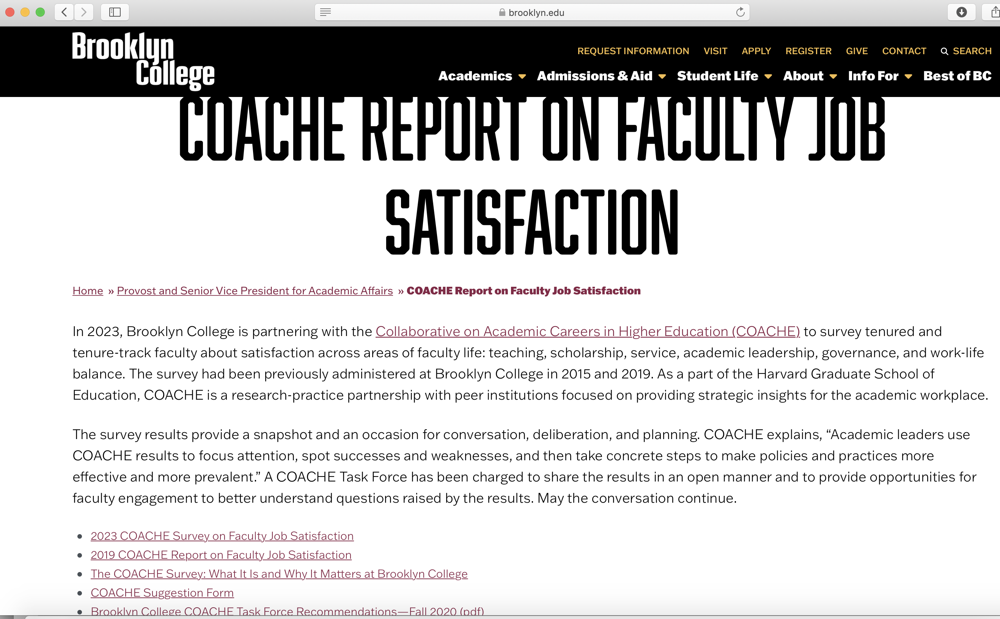 brooklyn.edu
Brooklyn
College
REQUEST INFORMATION VISIT APPLY REGISTER GIVE CONTACT SEARCH
Academics Admissions & Aid Student Life About Info For Best of BC
COACHE REPORT ON FACULTY JOB
SATISFACTION
Home » Provost and Senior Vice President for Academic Affairs » COACHE Report on Faculty Job Satisfaction
In 2023, Brooklyn College is partnering with the Collaborative on Academic Careers in Higher Education (COACHE) to survey tenured and
tenure-track faculty about satisfaction across areas of faculty life: teaching, scholarship, service, academic leadership, governance, and work-life
balance. The survey had been previously administered at Brooklyn College in 2015 and 2019. As a part of the Harvard Graduate School of
Education, COACHE is a research-practice partnership with peer institutions focused on providing strategic insights for the academic workplace.
The survey results provide a snapshot and an occasion for conversation, deliberation, and planning. COACHE explains, “Academic leaders use
COACHE results to focus attention, spot successes and weaknesses, and then take concrete steps to make policies and practices more
effective and more prevalent.” A COACHE Task Force has been charged to share the results in an open manner and to provide opportunities for
faculty engagement to better understand questions raised by the results. May the conversation continue.
• 2023 COACHE Survey on Faculty Job Satisfaction
• 2019 COACHE Report on Faculty Job Satisfaction
• The COACHE Survey: What It Is and Why It Matters at Brooklyn College
• COACHE Suggestion Form
• Brooklyn College COACHE Task Force Recommendations—Fall 2020 (pdf)